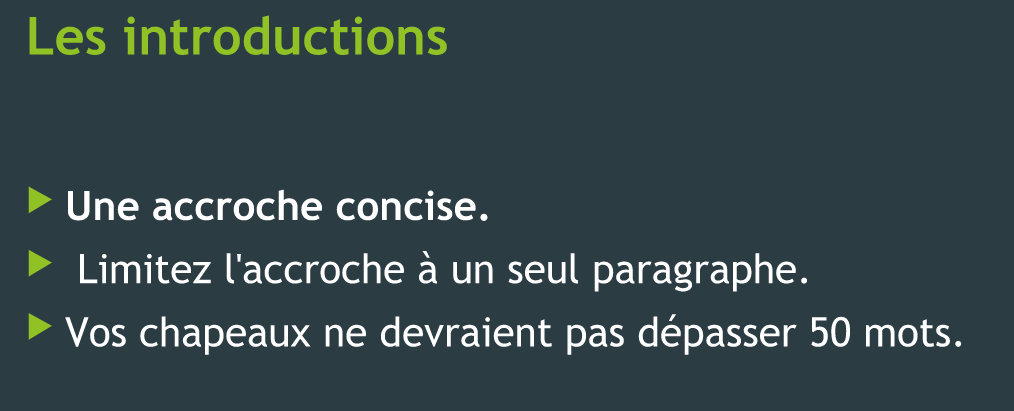 Les introductions
Une accroche concise.
Limitez l'accroche à un seul paragraphe.
Vos chapeaux ne devraient pas dépasser 50 mots.